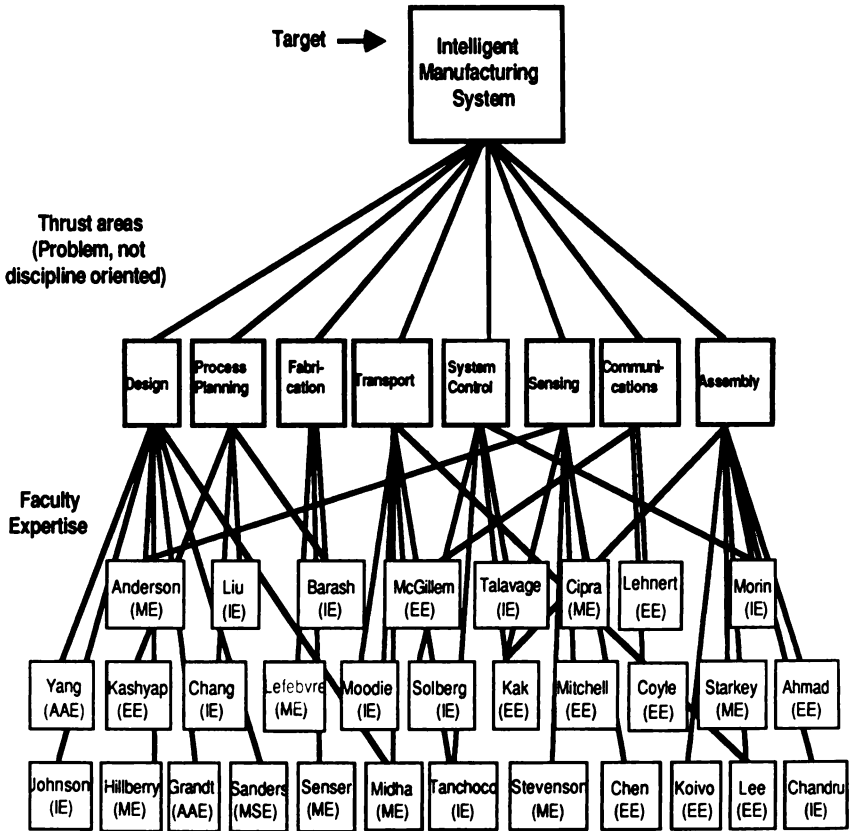 Target
Intelligent
Manufacturing
System
Thrust areas
(Problem, not
discipline oriented)
Design
Process
Planning
Fabri-
cation
Transport
System
Control
Sensing
Communi-
cations
Assembly
Faculty
Expertise
Anderson
(ME)
Liu
(IE)
Barash
(IE)
McGillem
(EE)
Talavage
(IE)
Cipra
(ME)
Lehnert
(EE)
Morin
(IE)
Yang
(AAE)
Kashyap
(EE)
Chang
(IE)
Lefebvre
(ME)
Moodie
(IE)
Solberg
(IE)
Kak
(EE)
Mitchell
(EE)
Coyle
(EE)
Starkey
(ME)
Ahmad
(EE)
Johnson
(IE)
Hillberry
(ME)
Grandt
(AAE)
Sanders
(MSE)
Senser
(ME)
Midha
(ME)
Tanchoco
(IE)
Stevenson
(ME)
Chen
(EE)
Koivo
(EE)
Lee
(EE)
Chandru
(IE)